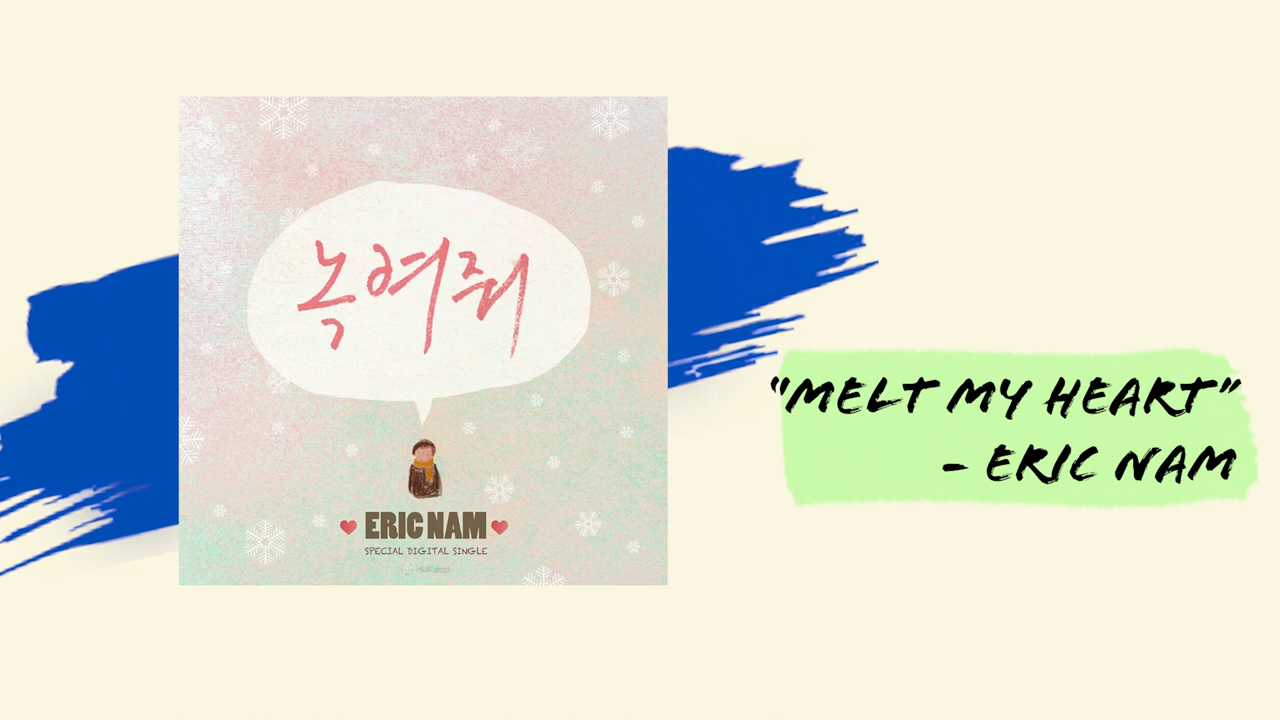 녹여줘
ERIC NAM
SPECIAL DIGITAL SINGLE
“MELT MY HEART”
- ERIC NAM